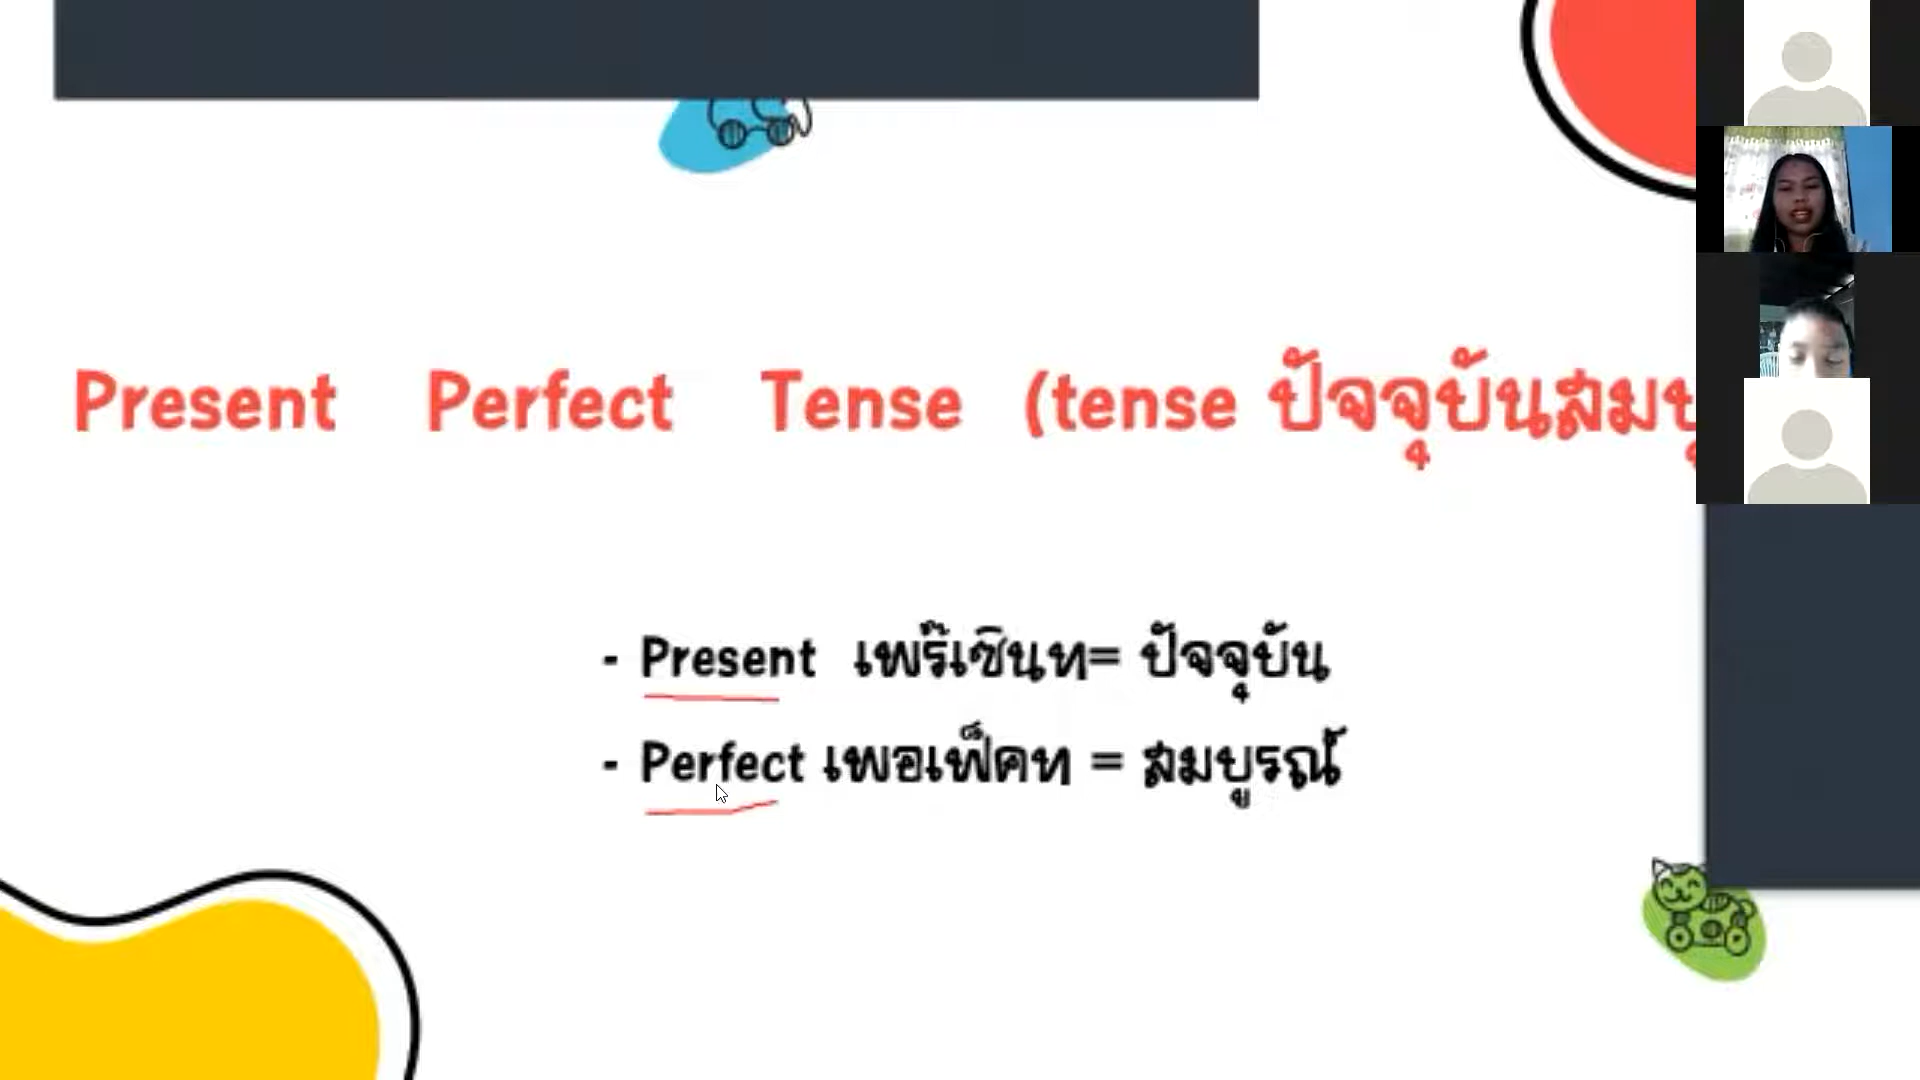 Present Perfect Tense (tense ปัจจุบันสมบู
- Present เพร๊เซินท= ปัจจุบัน
- Perfect เพอเฟ็คท = สมบูรณ์